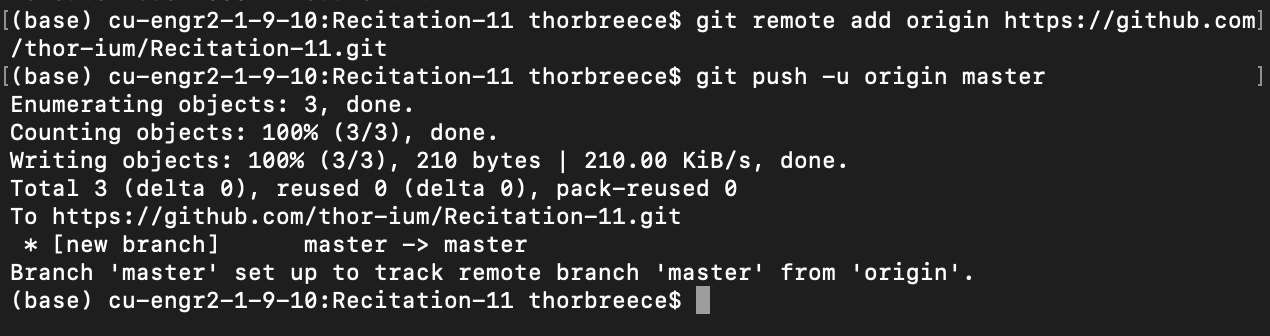 [(base) cu-engr2-1-9-10:Recitation-11 thorbreece$ git remote add origin https://github.com]
/thor-ium/Recitation-11.git
[(base) cu-engr2-1-9-10:Recitation-11 thorbreece$ git push -u origin master ]
Enumerating objects: 3, done.
Counting objects: 100% (3/3), done.
Writing objects: 100% (3/3), 210 bytes | 210.00 KiB/s, done.
Total 3 (delta 0), reused 0 (delta 0), pack-reused 0
To https://github.com/thor-ium/Recitation-11.git
 * [new branch]      master -> master
Branch 'master' set up to track remote branch 'master' from 'origin'.
(base) cu-engr2-1-9-10:Recitation-11 thorbreece$